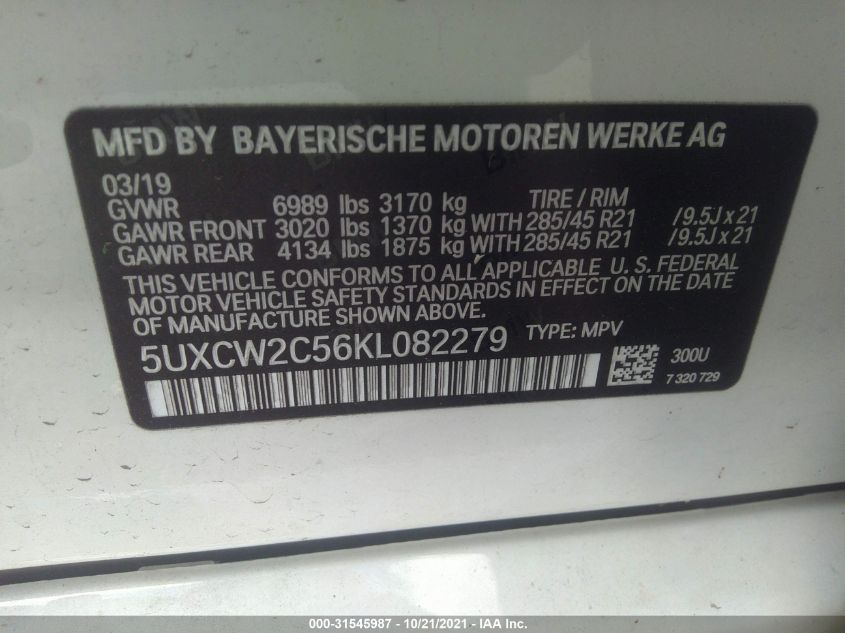 MFD BY BAYERISCHE MOTOREN WERKE AG
03/19 TIRE / RIM
GVWR 6989 lbs 3170 kg
GAWR FRONT 3020 lbs 1370 kg WITH 285/45 R21 /9.5J x 21
GAWR REAR 4134 lbs 1875 kg WITH 285/45 R21 /9.5J x 21
THIS VEHICLE CONFORMS TO ALL APPLICABLE U. S. FEDERAL
MOTOR VEHICLE SAFETY STANDARDS IN EFFECT ON THE DATE
OF MANUFACTURE SHOWN ABOVE.
5UXCW2C56KL082279 TYPE: MPV
300U
7 320 729
000-31545987 - 10/21/2021 - IAA Inc.